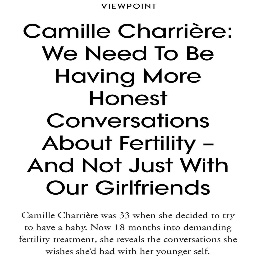 VIEWPOINT
Camille Charrière:
We Need To Be
Having More
Honest
Conversations
About Fertility –
And Not Just With
Our Girlfriends
Camille Charrière was 33 when she decided to try
to have a baby. Now 18 months into demanding
fertility treatment, she reveals the conversations she
wishes she'd had with her younger self.